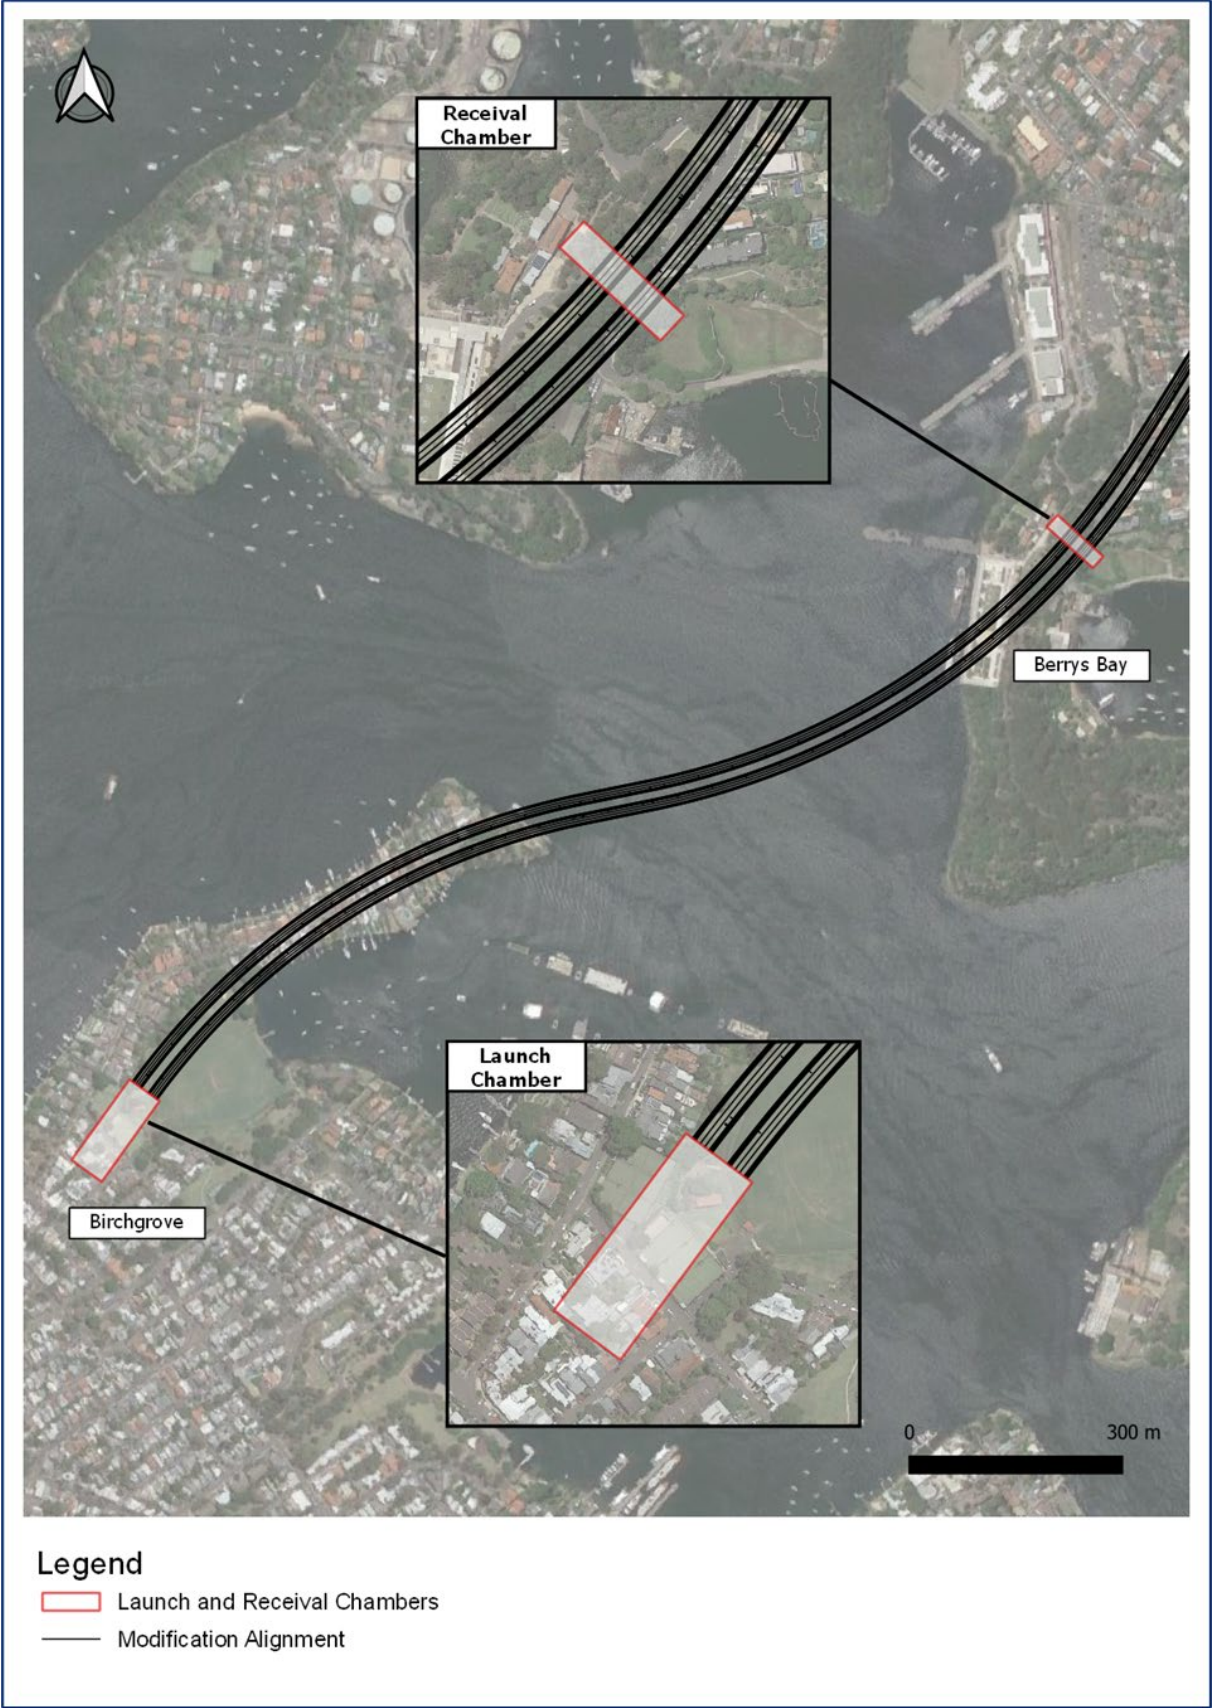 Receival
Chamber
Berrys Bay
Launch
Chamber
Birchgrove
0 300 m
Legend
Launch and Receival Chambers
Modification Alignment